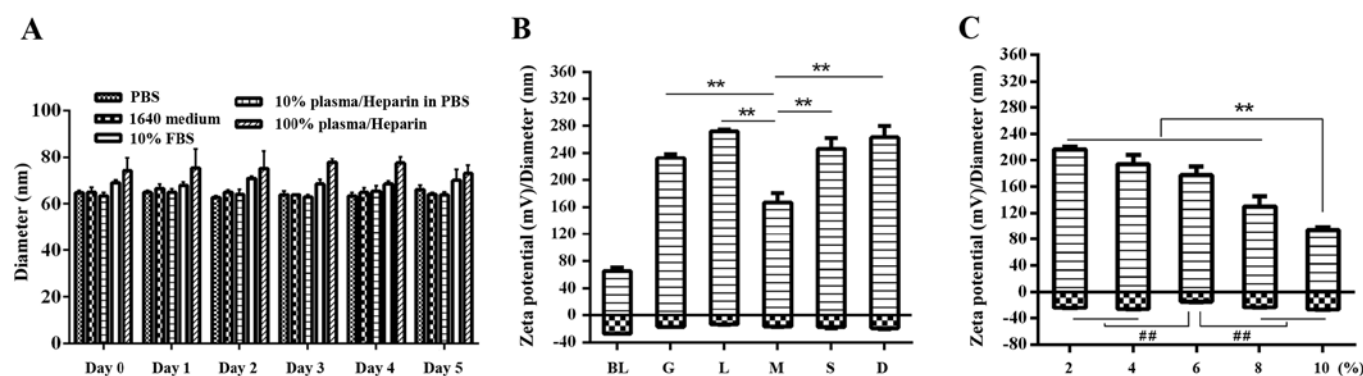 A
Diameter (nm)
100
80
60
40
20
0
PBS
1640 medium
10% FBS
10% plasma/Heparin in PBS
100% plasma/Heparin
Day 0 Day 1 Day 2 Day 3 Day 4 Day 5
B
Zeta potential (mV)/Diameter (nm)
360
320
280
240
200
160
120
80
40
0
-40
**
**
**
**
BL G L M S D
C
Zeta potential (mV)/Diameter (nm)
360
320
280
240
200
160
120
80
40
0
-40
-80
**
##
##
2 4 6 8 10 (%)